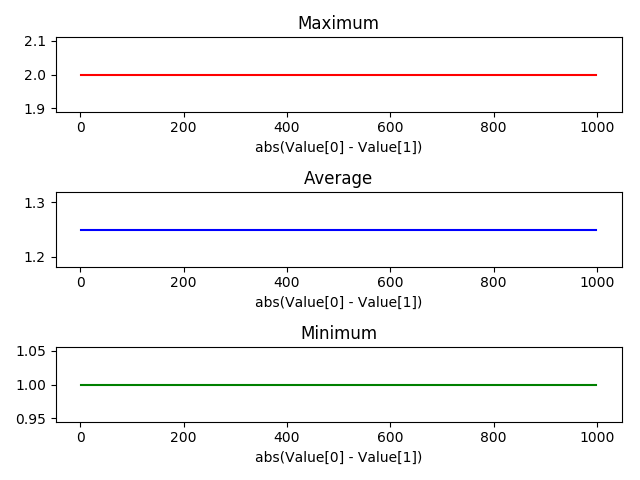 Maximum
2.1
2.0
1.9
0 200 400 600 800 1000
abs(Value[0] - Value[1])
Average
1.3
1.2
0 200 400 600 800 1000
abs(Value[0] - Value[1])
Minimum
1.05
1.00
0.95
0 200 400 600 800 1000
abs(Value[0] - Value[1])